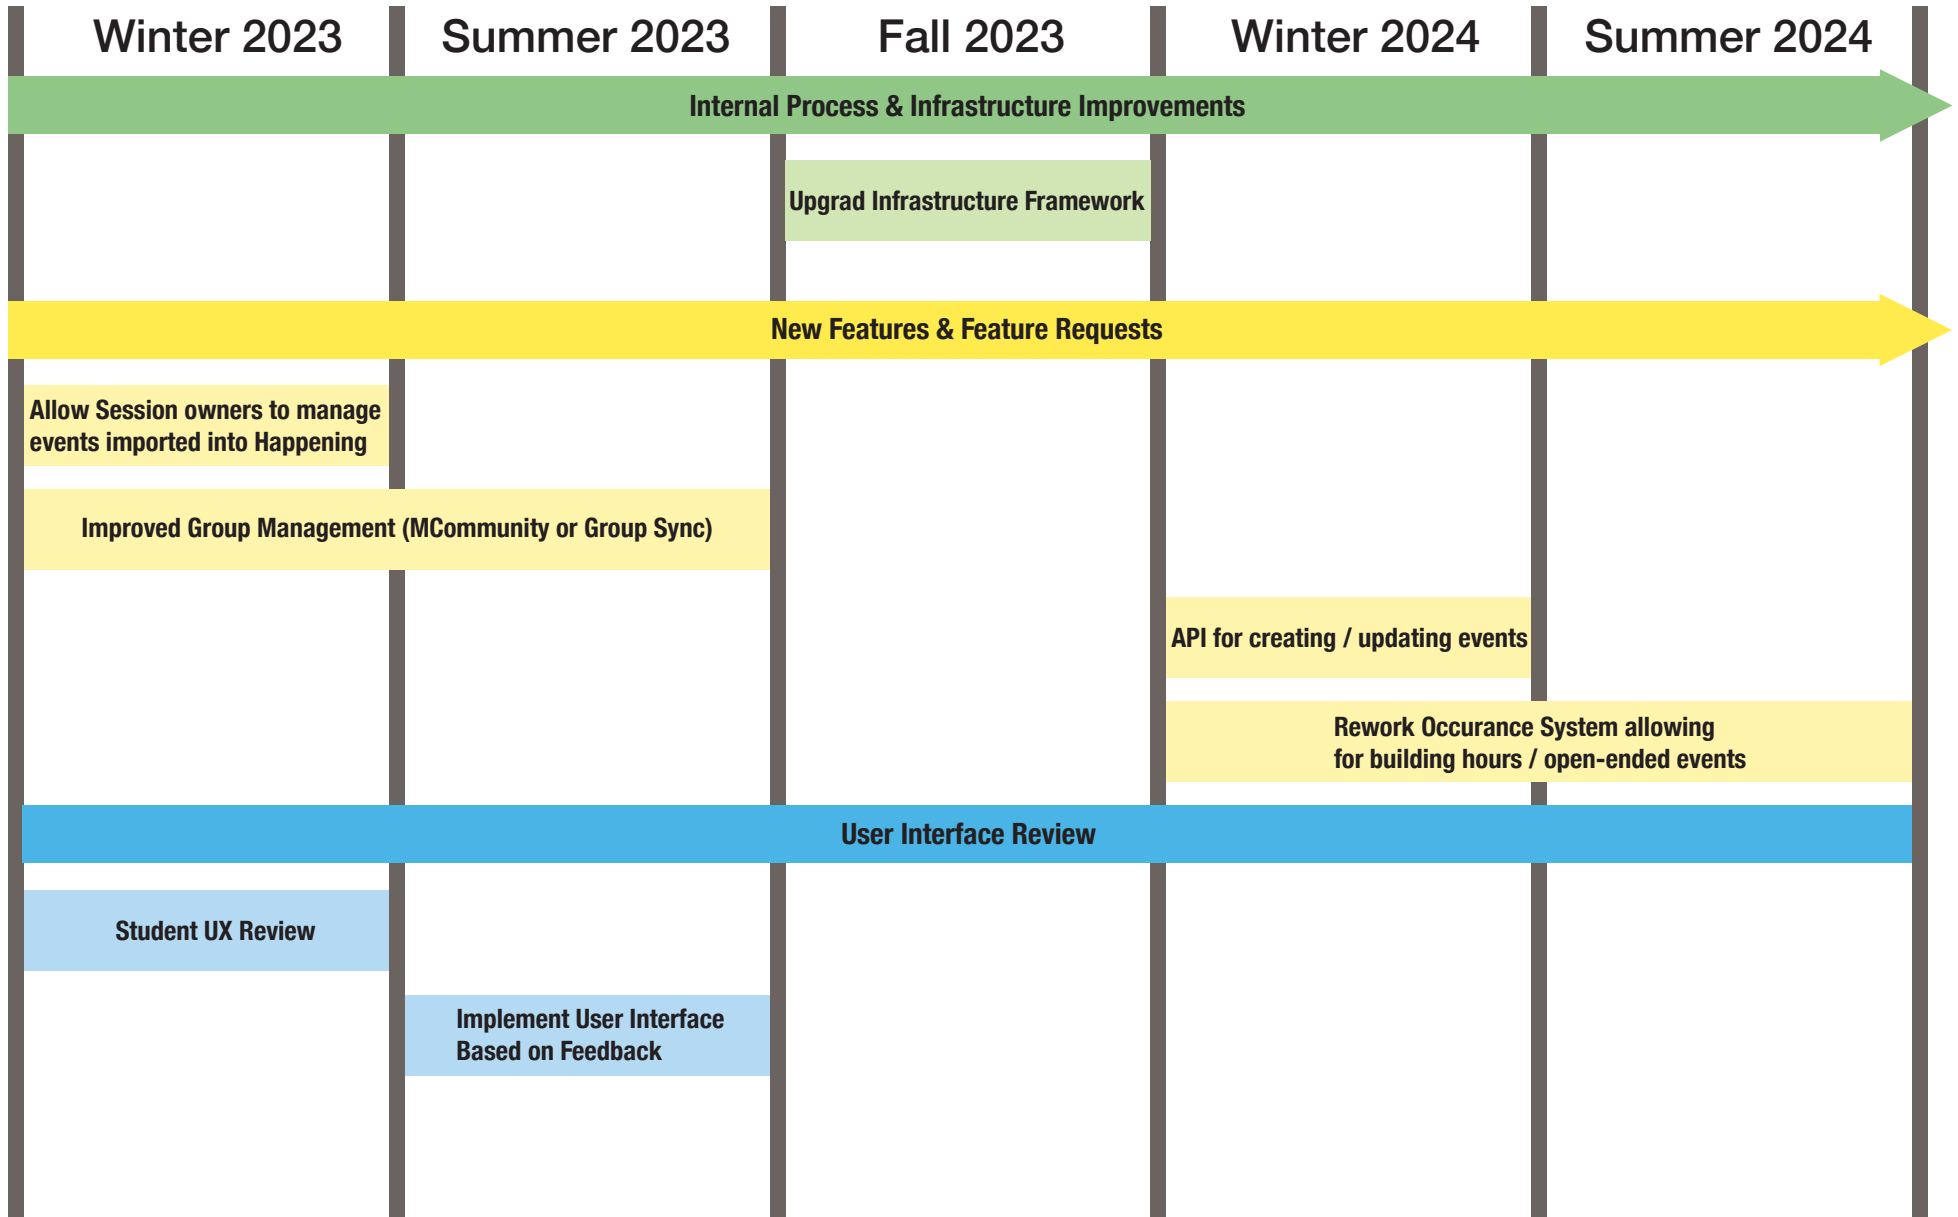 Winter 2023
Summer 2023
Fall 2023
Winter 2024
Summer 2024
Internal Process & Infrastructure Improvements
Upgrad Infrastructure Framework
New Features & Feature Requests
Allow Session owners to manage
events imported into Happening
Improved Group Management (MCommunity or Group Sync)
API for creating / updating events
Rework Occurance System allowing
for building hours / open-ended events
User Interface Review
Student UX Review
Implement User Interface
Based on Feedback